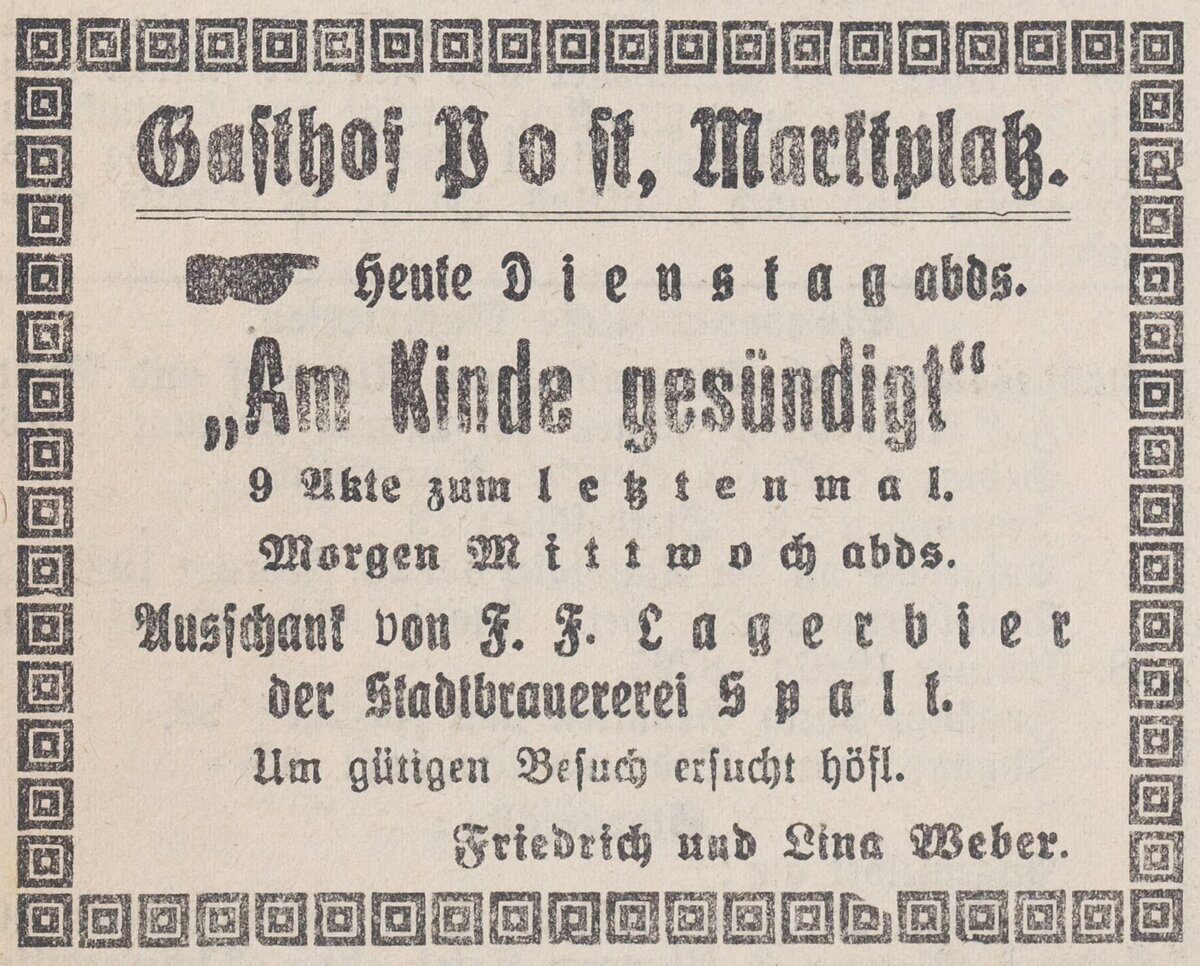 Gasthof Post, Marktplatz.
Heute Dienstag abds.
„Am Kinde gesündigt“
9 Akte zum letztenmal.
Morgen Mittwoch abds.
Ausschank von F. F. Lagerbier
der Stadtbrauererei Spalt.
Um gütigen Besuch ersucht höfl.
Friedrich und Lina Weber.